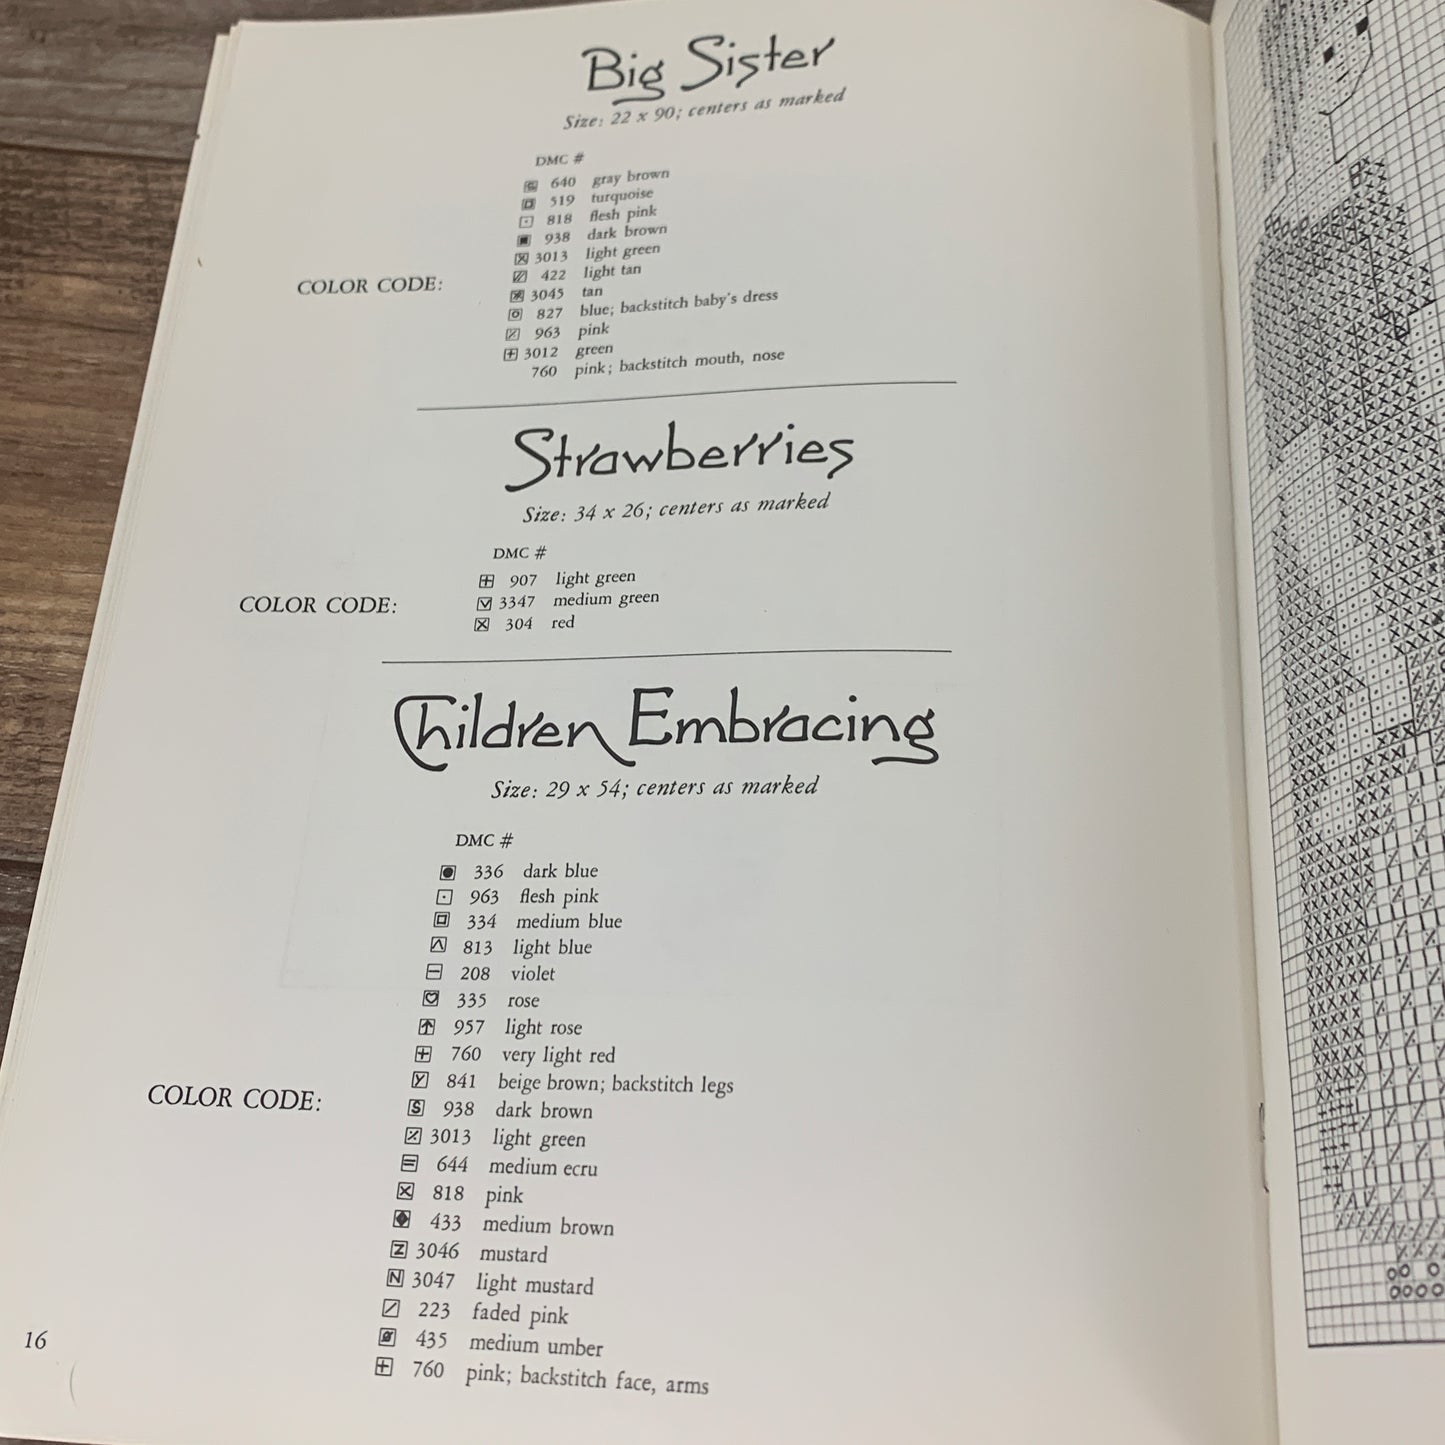 Big Sister
Size: 22 x 90; centers as marked
DMC #
640 gray brown
519 turquoise
818 flesh pink
938 dark brown
3013 light green
422 light tan
3045 tan
827 blue; backstitch baby's dress
963 pink
3012 green
760 pink; backstitch mouth, nose
COLOR CODE:
Strawberries
Size: 34 x 26; centers as marked
DMC #
907 light green
3347 medium green
304 red
COLOR CODE:
Children Embracing
Size: 29 x 54; centers as marked
DMC #
336 dark blue
963 flesh pink
334 medium blue
813 light blue
208 violet
335 rose
957 light rose
760 very light red
Y 841 beige brown; backstitch legs
S 938 dark brown
3013 light green
644 medium ecru
818 pink
433 medium brown
Z 3046 mustard
N 3047 light mustard
223 faded pink
435 medium umber
760 pink; backstitch face, arms
COLOR CODE:
16